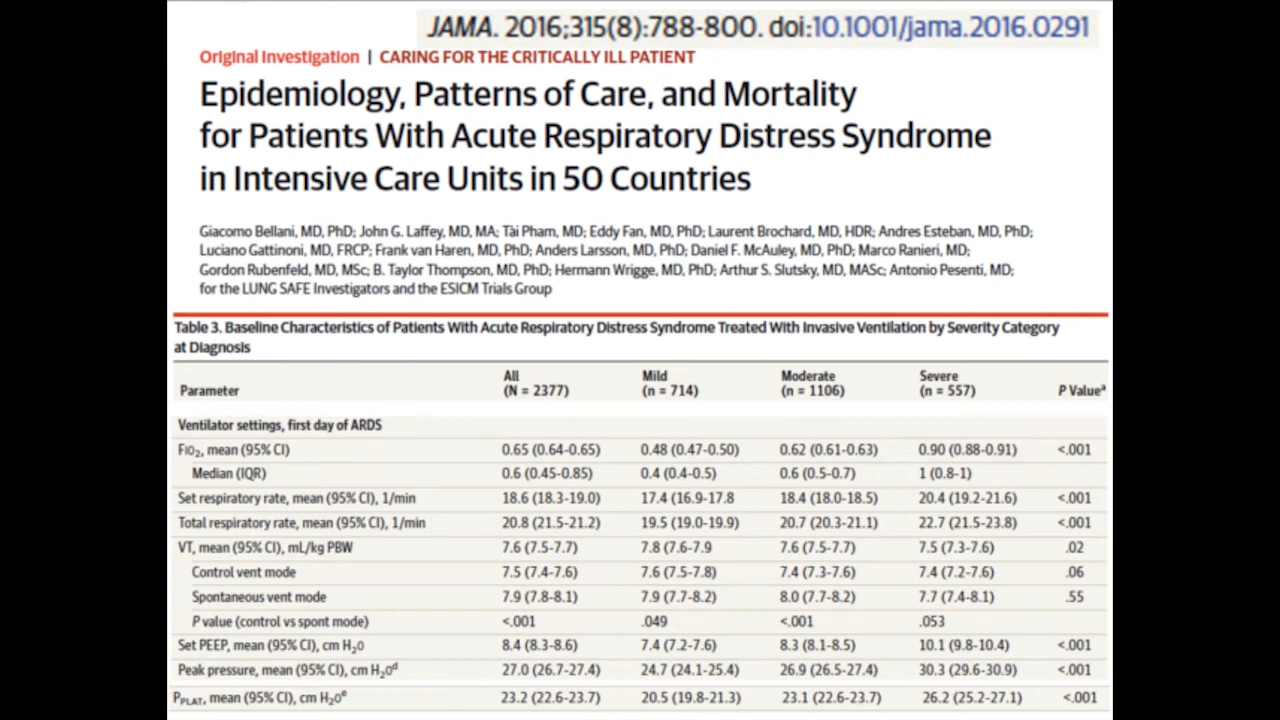 JAMA. 2016;315(8):788-800. doi:10.1001/jama.2016.0291
Original Investigation | CARING FOR THE CRITICALLY ILL PATIENT
Epidemiology, Patterns of Care, and Mortality
for Patients With Acute Respiratory Distress Syndrome
in Intensive Care Units in 50 Countries
Giacomo Bellani, MD, PhD; John G. Laffey, MD, MA; Tài Pham, MD; Eddy Fan, MD, PhD; Laurent Brochard, MD, HDR; Andres Esteban, MD, PhD;
Luciano Gattinoni, MD, FRCP; Frank van Haren, MD, PhD; Anders Larsson, MD, PhD; Daniel F. McAuley, MD, PhD; Marco Ranieri, MD;
Gordon Rubenfeld, MD, MSc; B. Taylor Thompson, MD, PhD; Hermann Wrigge, MD, PhD; Arthur S. Slutsky, MD, MASc; Antonio Pesenti, MD;
for the LUNG SAFE Investigators and the ESICM Trials Group
Table 3. Baseline Characteristics of Patients With Acute Respiratory Distress Syndrome Treated With Invasive Ventilation by Severity Category
at Diagnosis
Parameter All (N = 2377) Mild (n = 714) Moderate (n = 1106) Severe (n = 557) P Valueᵃ
Ventilator settings, first day of ARDS
FIO₂, mean (95% CI) 0.65 (0.64-0.65) 0.48 (0.47-0.50) 0.62 (0.61-0.63) 0.90 (0.88-0.91) <.001
Median (IQR) 0.6 (0.45-0.85) 0.4 (0.4-0.5) 0.6 (0.5-0.7) 1 (0.8-1)
Set respiratory rate, mean (95% CI), 1/min 18.6 (18.3-19.0) 17.4 (16.9-17.8 18.4 (18.0-18.5) 20.4 (19.2-21.6) <.001
Total respiratory rate, mean (95% CI), 1/min 20.8 (21.5-21.2) 19.5 (19.0-19.9) 20.7 (20.3-21.1) 22.7 (21.5-23.8) <.001
VT, mean (95% CI), mL/kg PBW 7.6 (7.5-7.7) 7.8 (7.6-7.9 7.6 (7.5-7.7) 7.5 (7.3-7.6) .02
Control vent mode 7.5 (7.4-7.6) 7.6 (7.5-7.8) 7.4 (7.3-7.6) 7.4 (7.2-7.6) .06
Spontaneous vent mode 7.9 (7.8-8.1) 7.9 (7.7-8.2) 8.0 (7.7-8.2) 7.7 (7.4-8.1) .55
P value (control vs spont mode) <.001 .049 <.001 .053
Set PEEP, mean (95% CI), cm H₂O 8.4 (8.3-8.6) 7.4 (7.2-7.6) 8.3 (8.1-8.5) 10.1 (9.8-10.4) <.001
Peak pressure, mean (95% CI), cm H₂Oᵈ 27.0 (26.7-27.4) 24.7 (24.1-25.4) 26.9 (26.5-27.4) 30.3 (29.6-30.9) <.001
PPLAT, mean (95% CI), cm H₂Oᵉ 23.2 (22.6-23.7) 20.5 (19.8-21.3) 23.1 (22.6-23.7) 26.2 (25.2-27.1) <.001